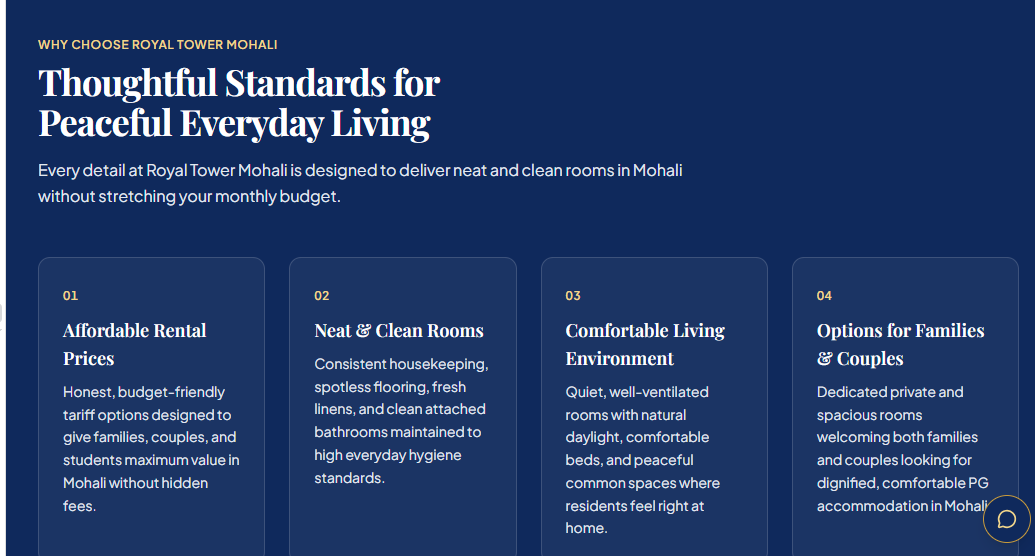 WHY CHOOSE ROYAL TOWER MOHALI
Thoughtful Standards for
Peaceful Everyday Living
Every detail at Royal Tower Mohali is designed to deliver neat and clean rooms in Mohali
without stretching your monthly budget.
01
Affordable Rental
Prices
Honest, budget-friendly
tariff options designed to
give families, couples, and
students maximum value in
Mohali without hidden
fees.
02
Neat & Clean Rooms
Consistent housekeeping,
spotless flooring, fresh
linens, and clean attached
bathrooms maintained to
high everyday hygiene
standards.
03
Comfortable Living
Environment
Quiet, well-ventilated
rooms with natural
daylight, comfortable
beds, and peaceful
common spaces where
residents feel right at
home.
04
Options for Families
& Couples
Dedicated private and
spacious rooms
welcoming both families
and couples looking for
dignified, comfortable PG
accommodation in Mohali